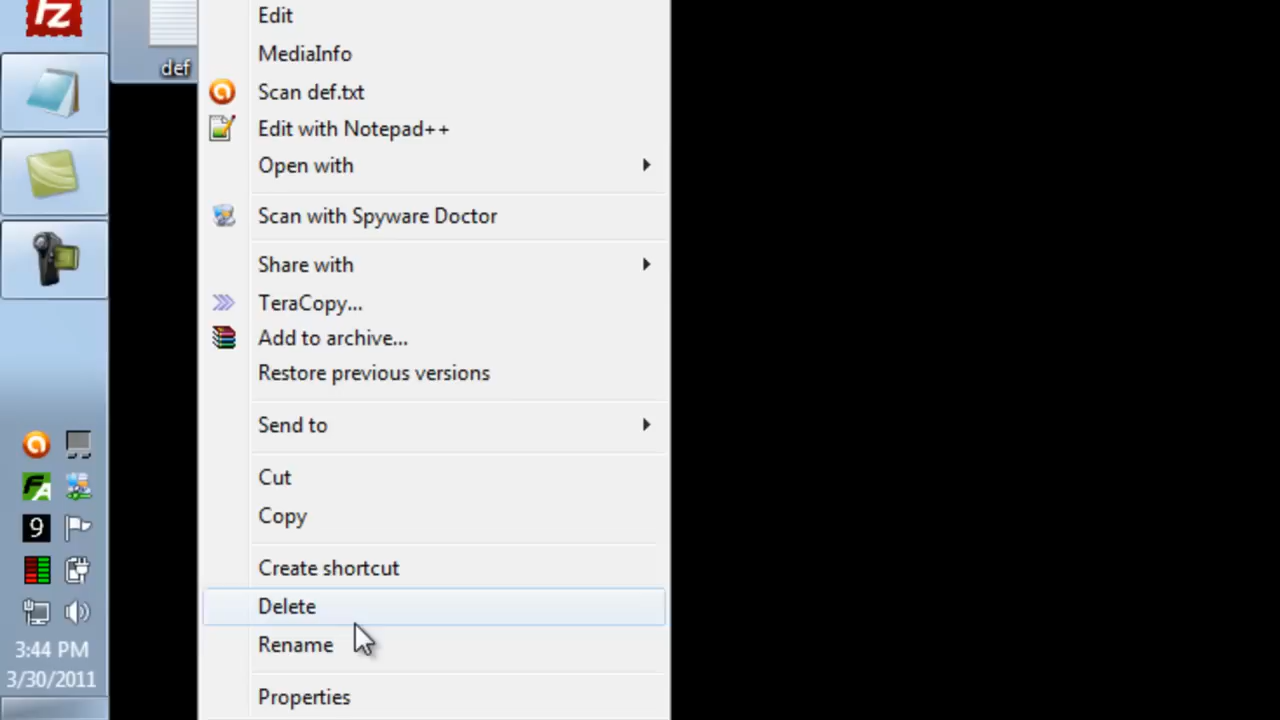 Fz
def
Edit
MediaInfo
Scan def.txt
Edit with Notepad++
Open with
Scan with Spyware Doctor
Share with
TeraCopy...
Add to archive...
Restore previous versions
Send to
Cut
Copy
Create shortcut
Delete
Rename
Properties
FA
9
3:44 PM
3/30/2011